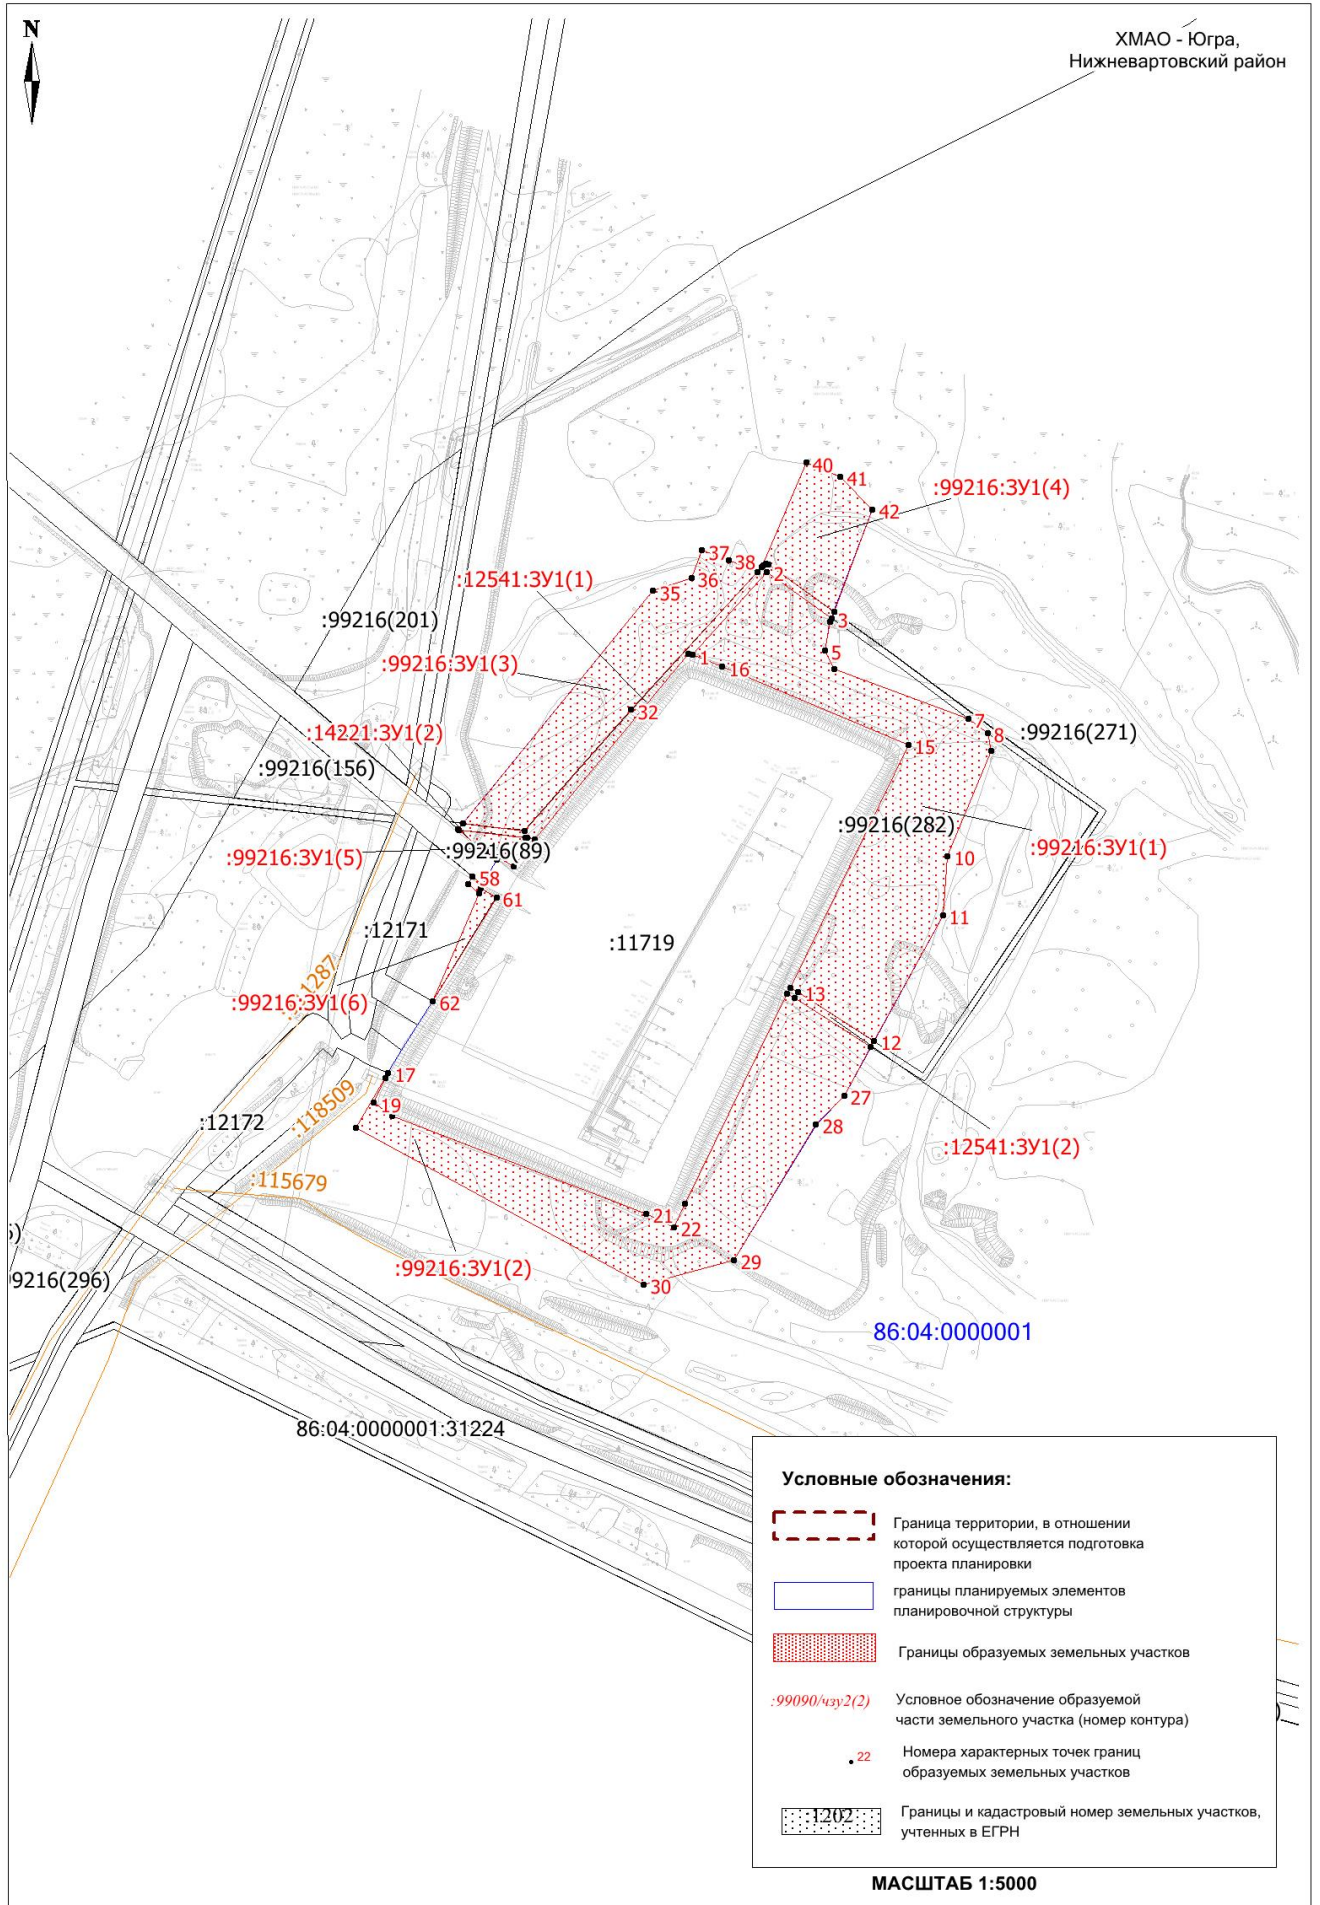 N
ХМАО - Югра,
Нижневартовский район
40
41
:99216:ЗУ1(4)
42
37
38
:12541:ЗУ1(1)
36
2
35
:99216(201)
3
5
:99216:ЗУ1(3)
1
16
32
7
:14221:ЗУ1(2)
8
:99216(271)
15
:99216(156)
:99216(282)
:99216:ЗУ1(1)
:99216(89)
:99216:ЗУ1(5)
10
58
61
11
:12171
:11719
1287
:99216:ЗУ1(6)
62
13
12
17
27
19
:118509
:12172
28
:12541:ЗУ1(2)
:115679
21
22
:99216:ЗУ1(2)
29
9216(296)
30
86:04:0000001
86:04:0000001:31224
Условные обозначения:
Граница территории, в отношении
которой осуществляется подготовка
проекта планировки
границы планируемых элементов
планировочной структуры
Границы образуемых земельных участков
:99090/чзу2(2)
Условное обозначение образуемой
части земельного участка (номер контура)
22
Номера характерных точек границ
образуемых земельных участков
:1202
Границы и кадастровый номер земельных участков,
учтенных в ЕГРН
МАСШТАБ 1:5000